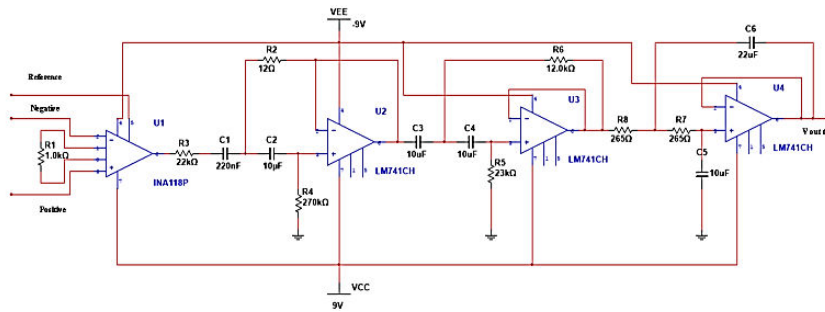 VEE
-9V
C6
22uF
R2
12Ω
R6
12.0kΩ
Reference
Negative
U1
U2
U3
U4
R1
1.0kΩ
R3
22kΩ
C1
220nF
C2
10µF
C3
10uF
C4
10uF
R8
265Ω
R7
265Ω
Vout
INA118P
LM741CH
LM741CH
LM741CH
R4
270kΩ
R5
23kΩ
C5
10uF
Positive
VCC
9V